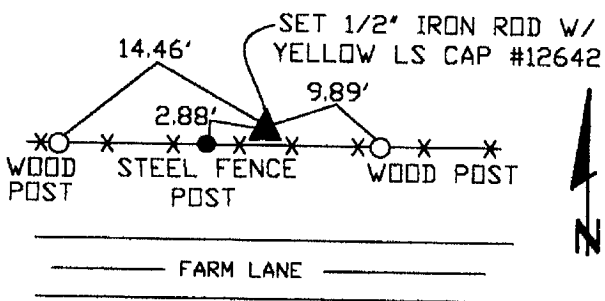 SET 1/2" IRON ROD W/
YELLOW LS CAP #12642
14.46'
9.89'
2.88'
WOOD
POST
STEEL FENCE
POST
WOOD POST
N
FARM LANE